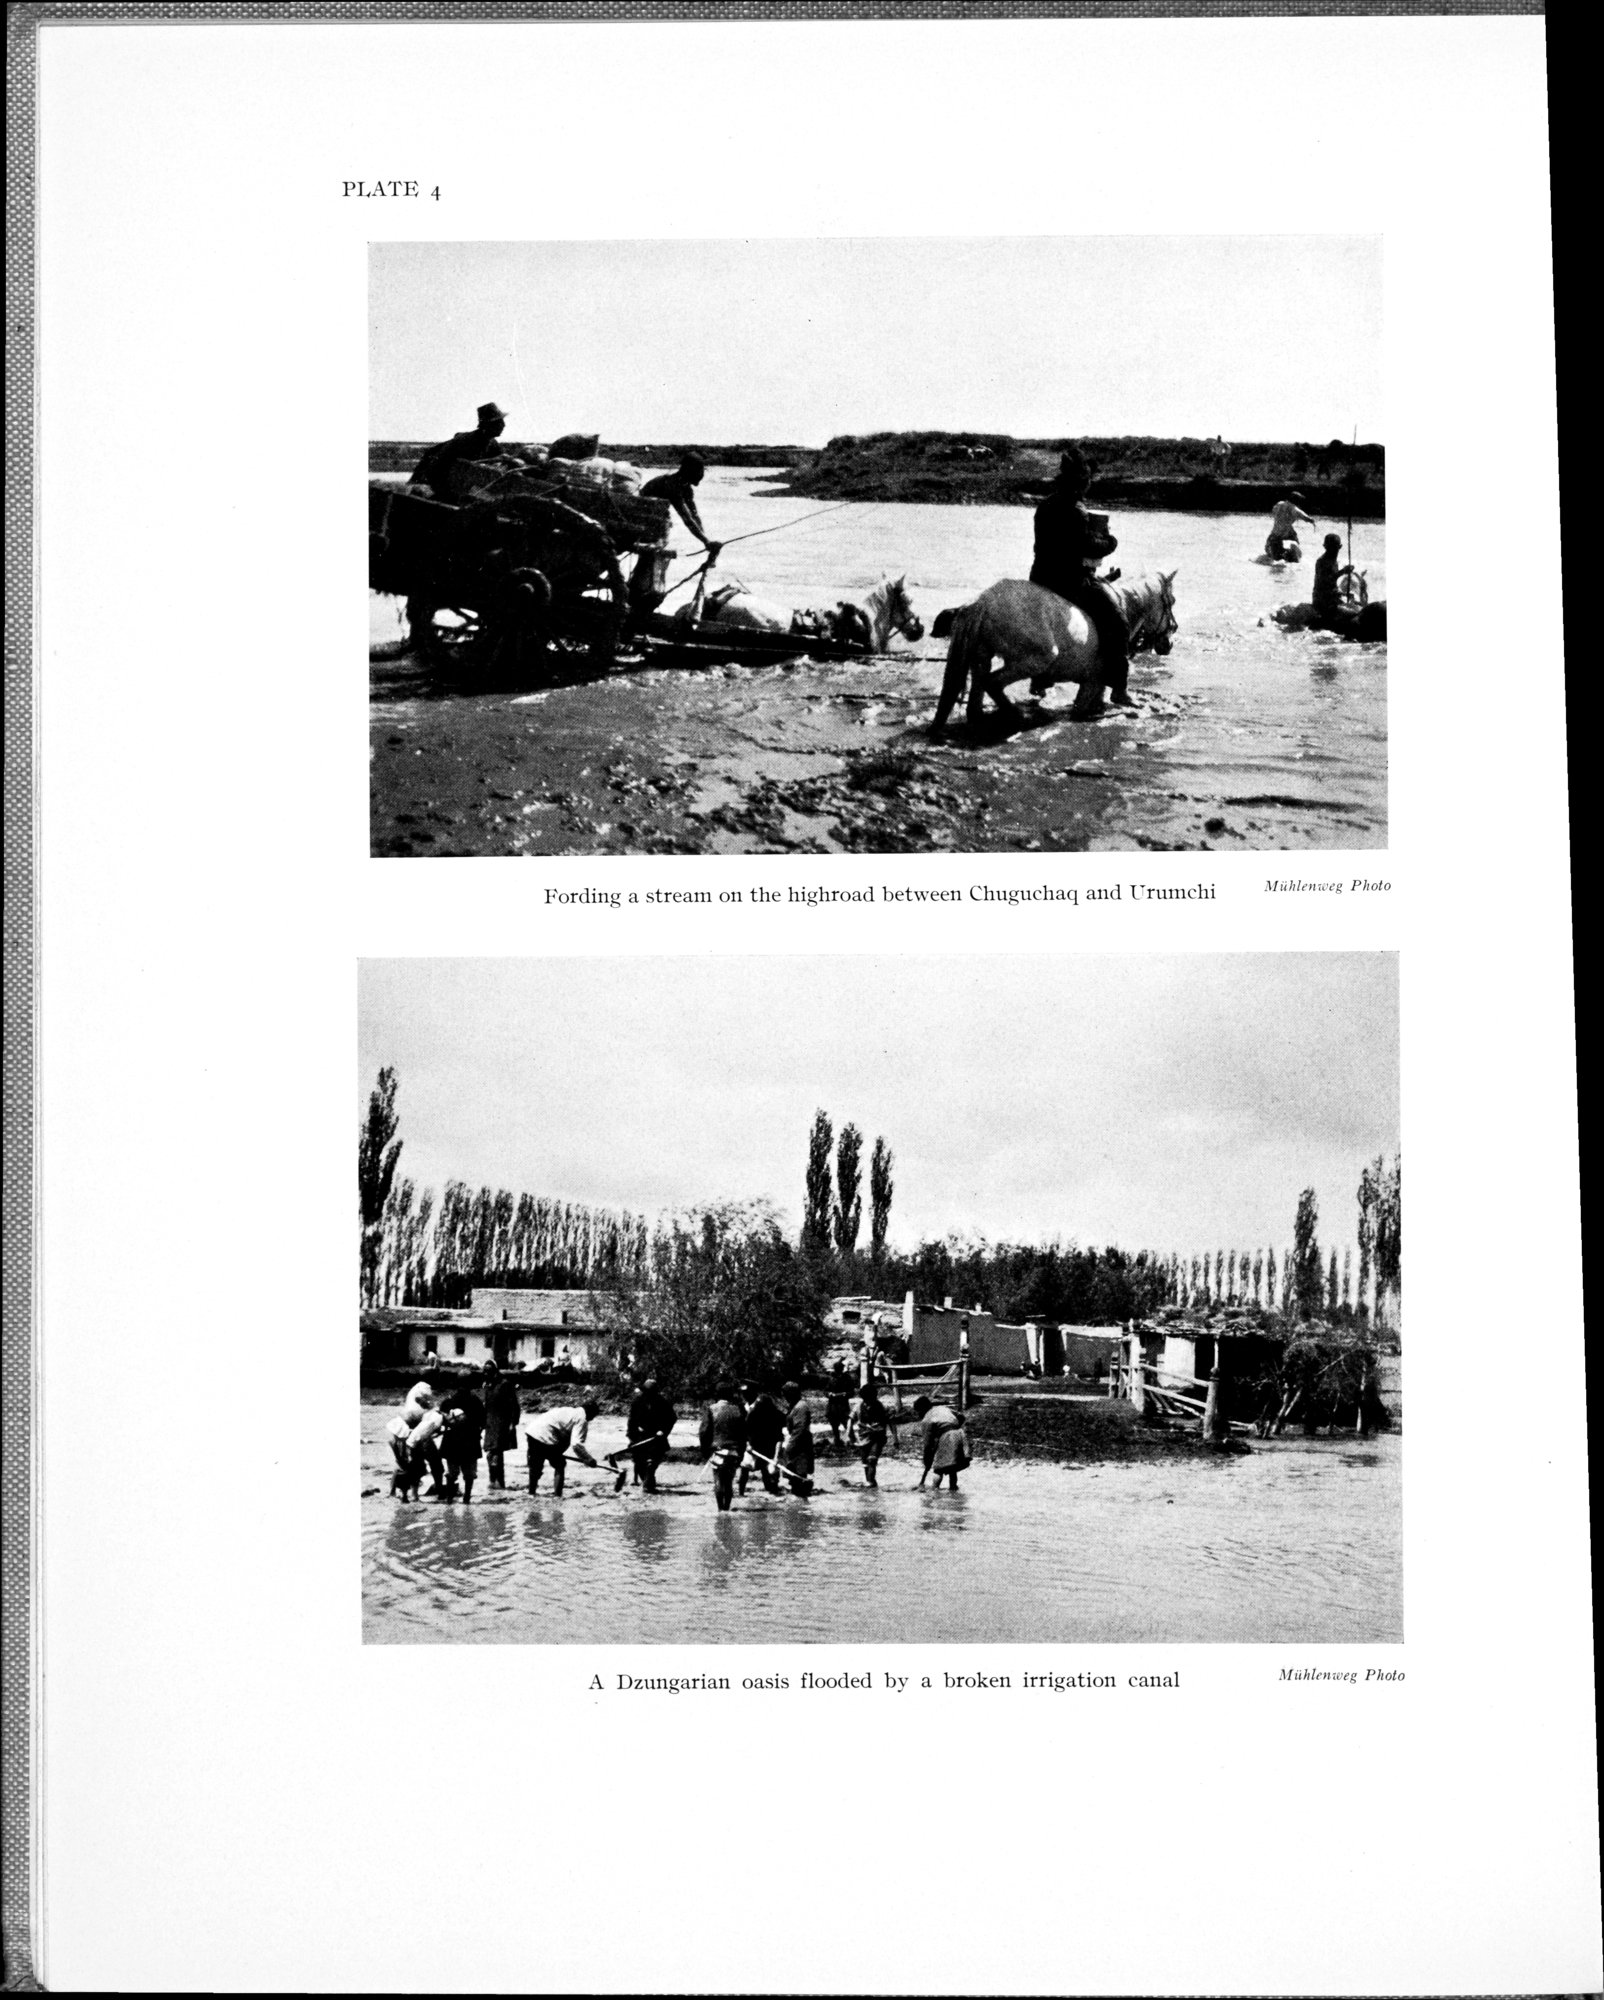 PLATE 4
Fording a stream on the highroad between Chuguchaq and Urumchi
Mühlenweg Photo
A Dzungarian oasis flooded by a broken irrigation canal
Mühlenweg Photo